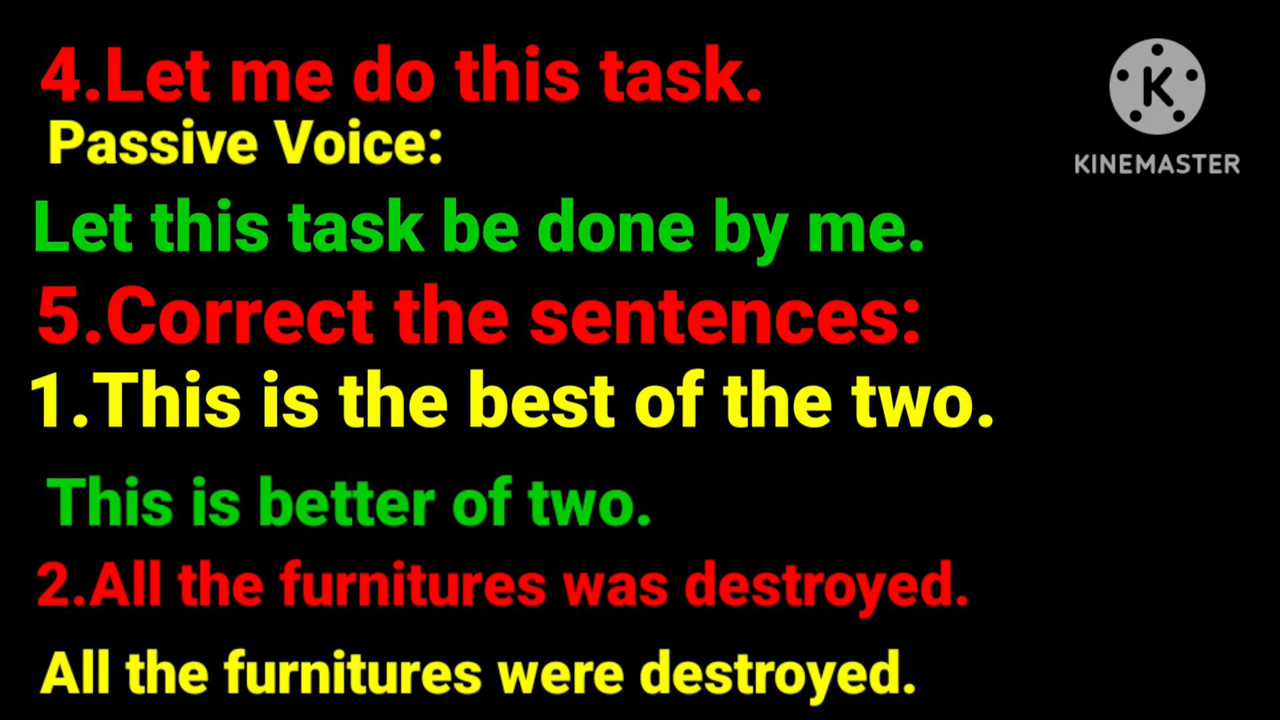 4.Let me do this task.
Passive Voice:
Let this task be done by me.
5.Correct the sentences:
1.This is the best of the two.
This is better of two.
2.All the furnitures was destroyed.
All the furnitures were destroyed.
K
KINEMASTER